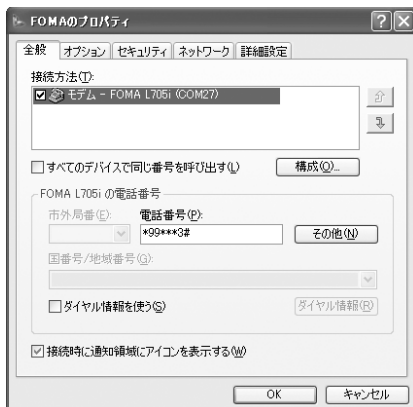 FOMAのプロパティ
全般 オプション セキュリティ ネットワーク 詳細設定
接続方法(T):
モデム - FOMA L705i (COM27)
すべてのデバイスで同じ番号を呼び出す(L) 構成(O)...
FOMA L705i の電話番号
市外局番(E): 電話番号(P):
*99***3# その他(N)
国番号/地域番号(G):
ダイヤル情報を使う(S) ダイヤル情報(R)
接続時に通知領域にアイコンを表示する(W)
OK キャンセル